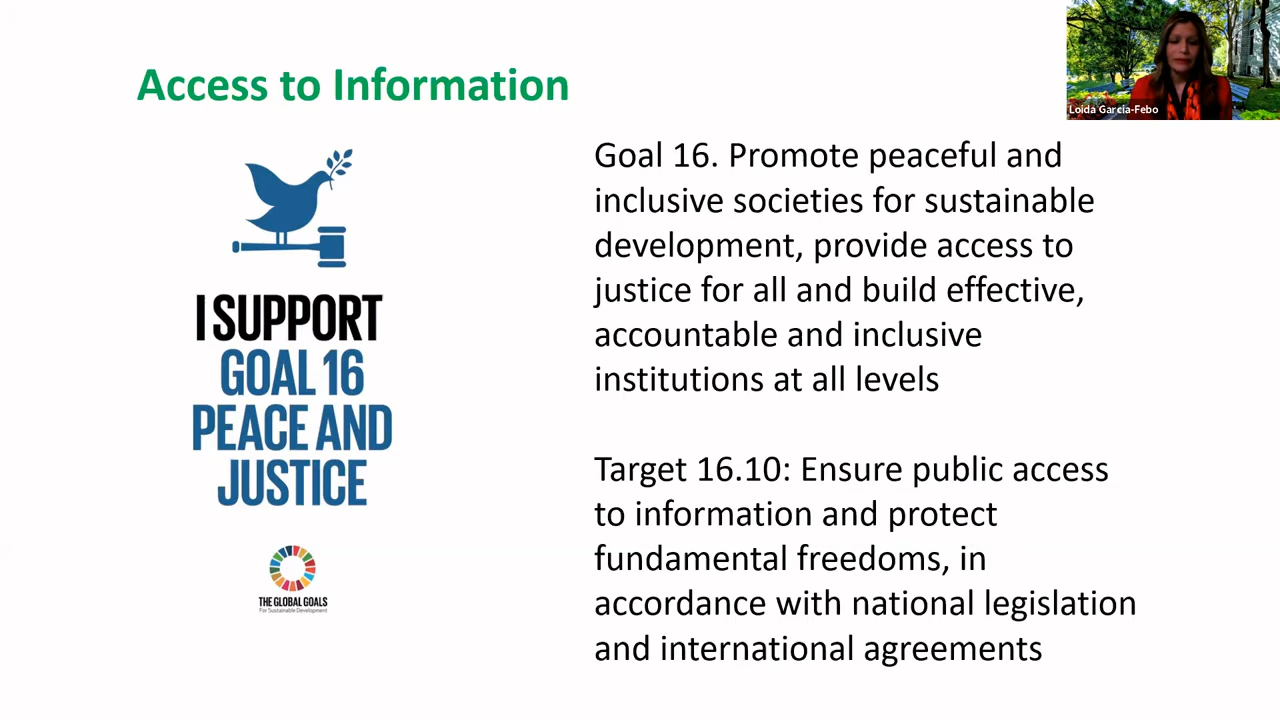 Access to Information
Loida Garcia-Febo
I SUPPORT
GOAL 16
PEACE AND
JUSTICE
THE GLOBAL GOALS
For Sustainable Development
Goal 16. Promote peaceful and
inclusive societies for sustainable
development, provide access to
justice for all and build effective,
accountable and inclusive
institutions at all levels
Target 16.10: Ensure public access
to information and protect
fundamental freedoms, in
accordance with national legislation
and international agreements